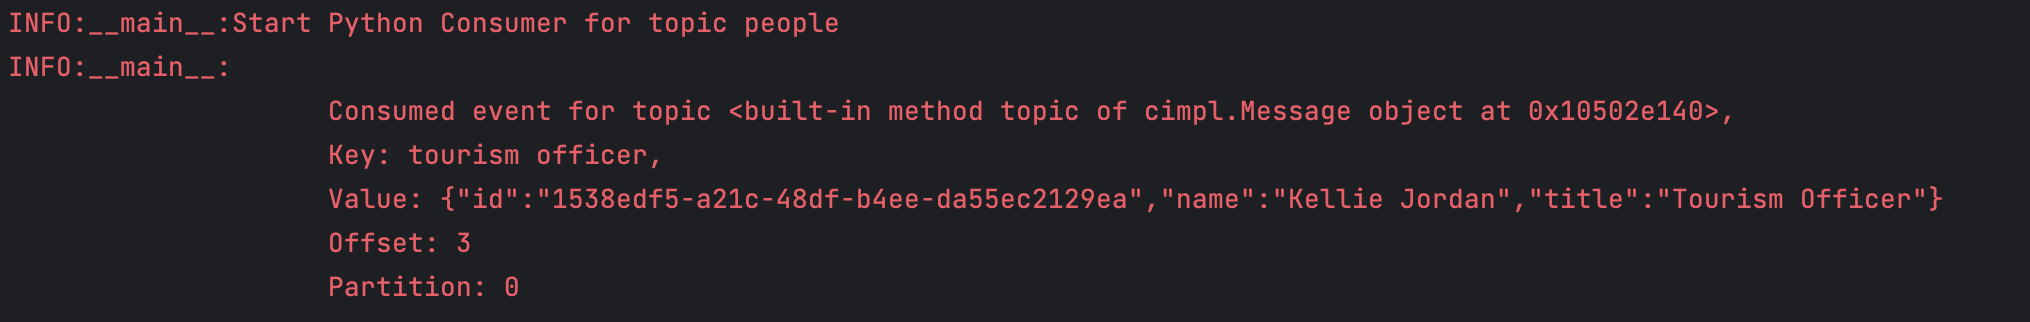 INFO:__main__:Start Python Consumer for topic people
INFO:__main__:
Consumed event for topic <built-in method topic of cimpl.Message object at 0x10502e140>,
Key: tourism officer,
Value: {"id":"1538edf5-a21c-48df-b4ee-da55ec2129ea","name":"Kellie Jordan","title":"Tourism Officer"}
Offset: 3
Partition: 0